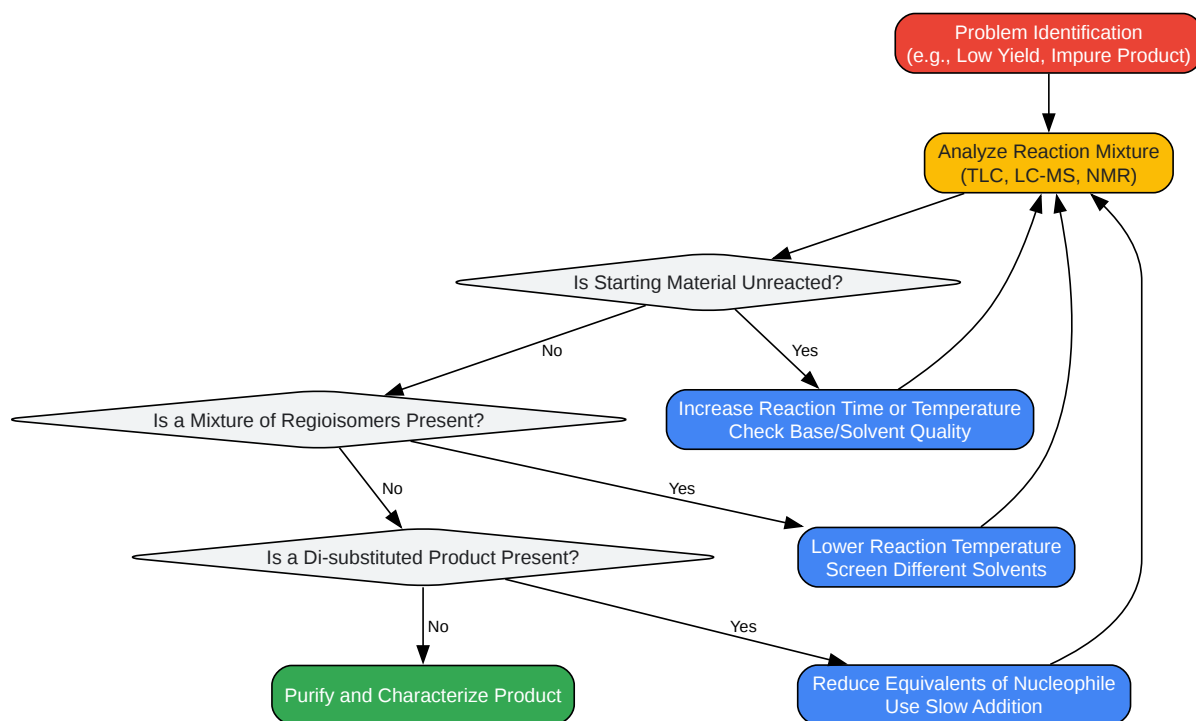 Problem Identification
(e.g., Low Yield, Impure Product)
Analyze Reaction Mixture
(TLC, LC-MS, NMR)
Is Starting Material Unreacted?
No
Yes
Increase Reaction Time or Temperature
Check Base/Solvent Quality
Is a Mixture of Regioisomers Present?
No
Yes
Lower Reaction Temperature
Screen Different Solvents
Is a Di-substituted Product Present?
No
Yes
Purify and Characterize Product
Reduce Equivalents of Nucleophile
Use Slow Addition